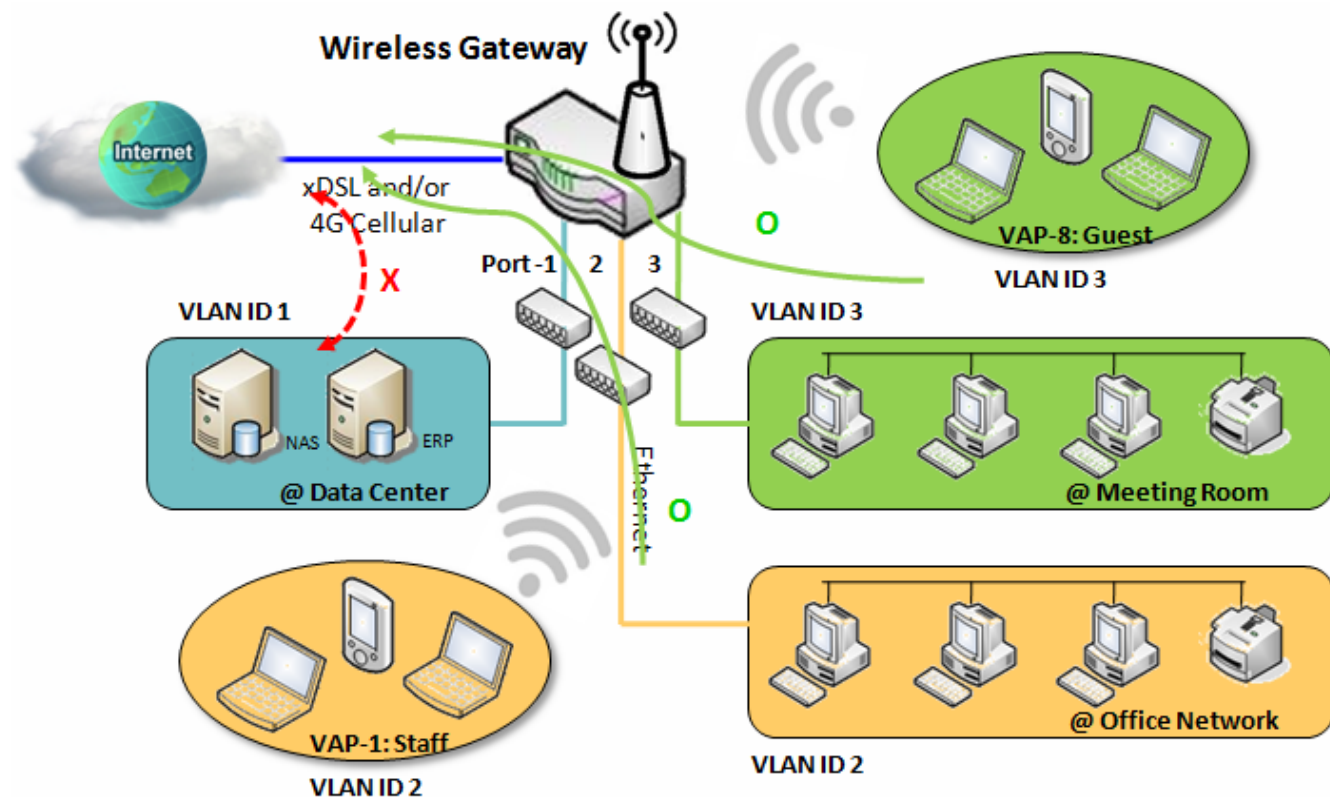 Wireless Gateway
Internet
xDSL and/or
4G Cellular
O
VAP-8: Guest
VLAN ID 3
Port -1
2
3
X
VLAN ID 1
VLAN ID 3
NAS
ERP
@ Data Center
Ethernet
O
@ Meeting Room
VAP-1: Staff
VLAN ID 2
@ Office Network
VLAN ID 2